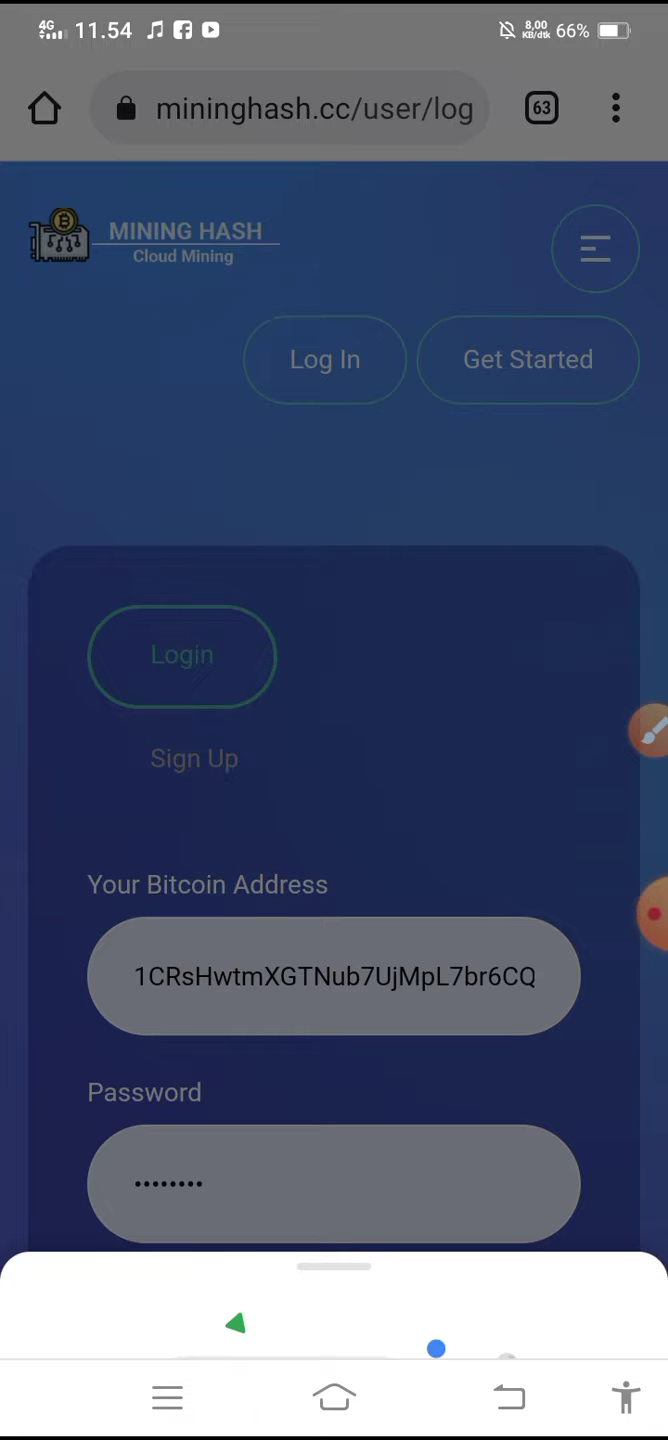 4G 11.54 8,00 KB/dtk 66%
mininghash.cc/user/log 63
MINING HASH
Cloud Mining
Log In Get Started
Login
Sign Up
Your Bitcoin Address
1CRsHwtmXGTNub7UjMpL7br6CQ
Password
••••••••